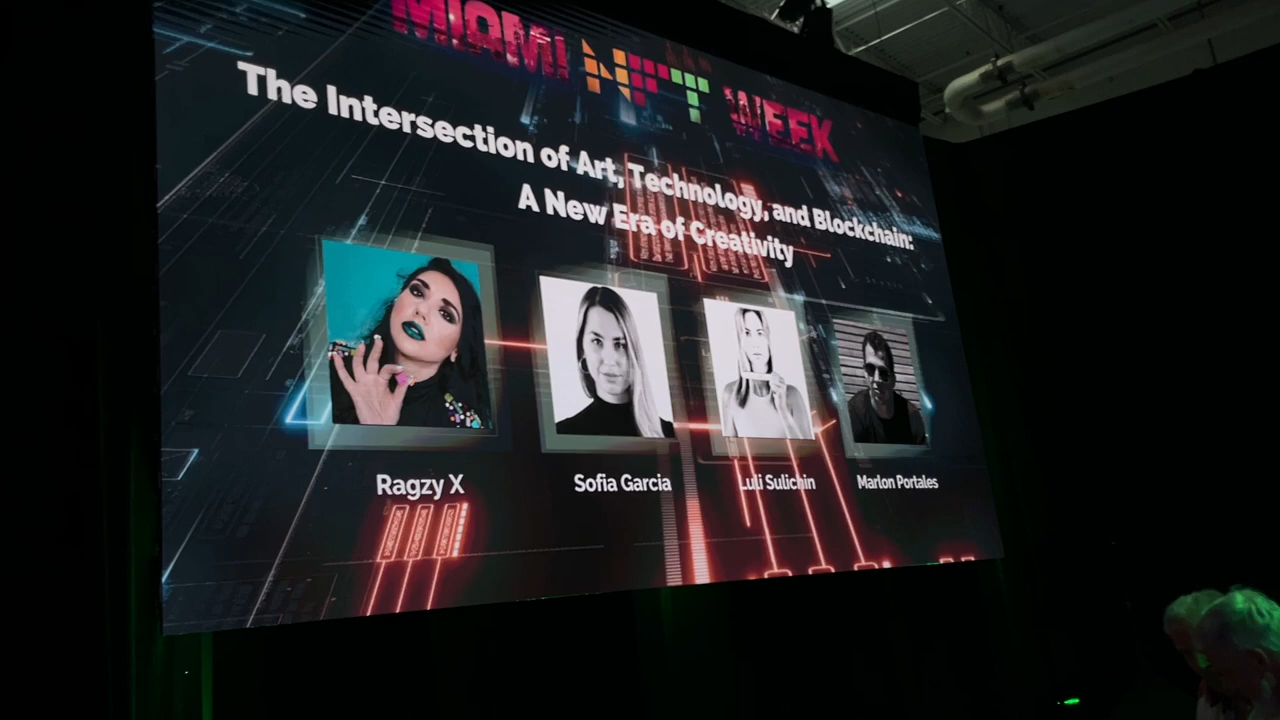 MIAMI NFT WEEK
The Intersection of Art, Technology, and Blockchain:
A New Era of Creativity
Ragzy X
Sofia Garcia
Luli Sulichin
Marlon Portales